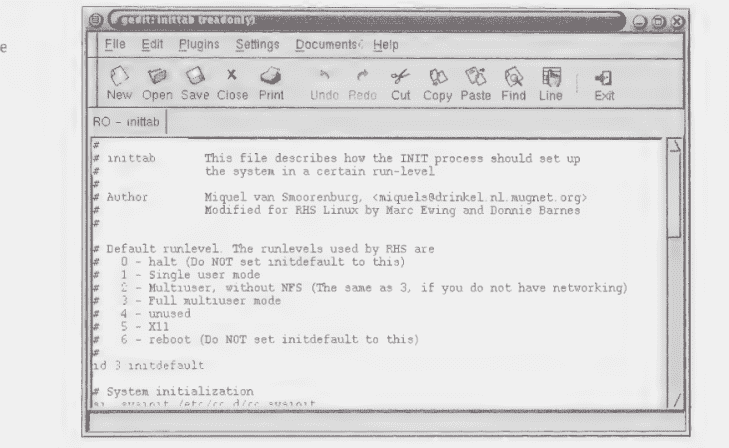 e
gedit: inittab (readonly)
File Edit Plugins Settings Documents Help
New Open Save Close Print Undo Redo Cut Copy Paste Find Line Exit
RO - inittab
#
# inittab This file describes how the INIT process should set up
# the system in a certain run-level
#
# Author Miquel van Smoorenburg, <miquels@drinkel.nl.mugnet.org>
# Modified for RHS Linux by Marc Ewing and Donnie Barnes
#
# Default runlevel. The runlevels used by RHS are
# 0 - halt (Do NOT set initdefault to this)
# 1 - Single user mode
# 2 - Multiuser, without NFS (The same as 3, if you do not have networking)
# 3 - Full multiuser mode
# 4 - unused
# 5 - X11
# 6 - reboot (Do NOT set initdefault to this)
#
id 3 initdefault
# System initialization
si sysinit /etc/rc d/rc sysinit